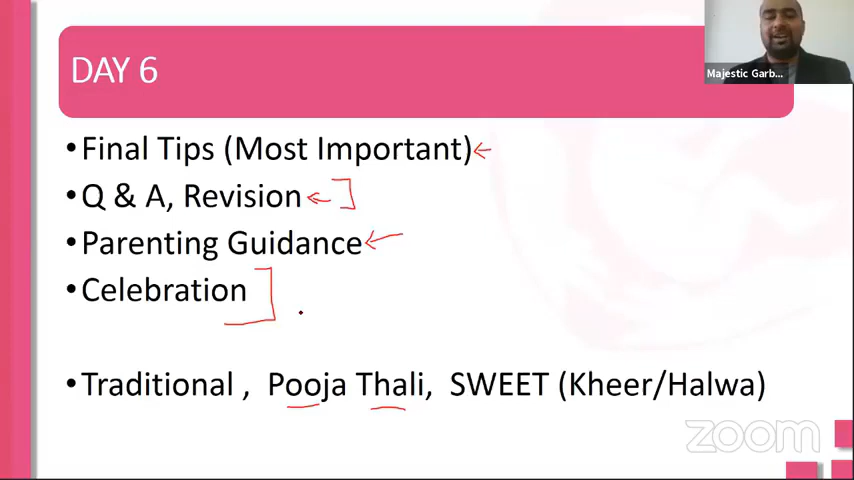 DAY 6
Majestic Garb...
• Final Tips (Most Important)
• Q & A, Revision
• Parenting Guidance
• Celebration
• Traditional , Pooja Thali, SWEET (Kheer/Halwa)
zoom